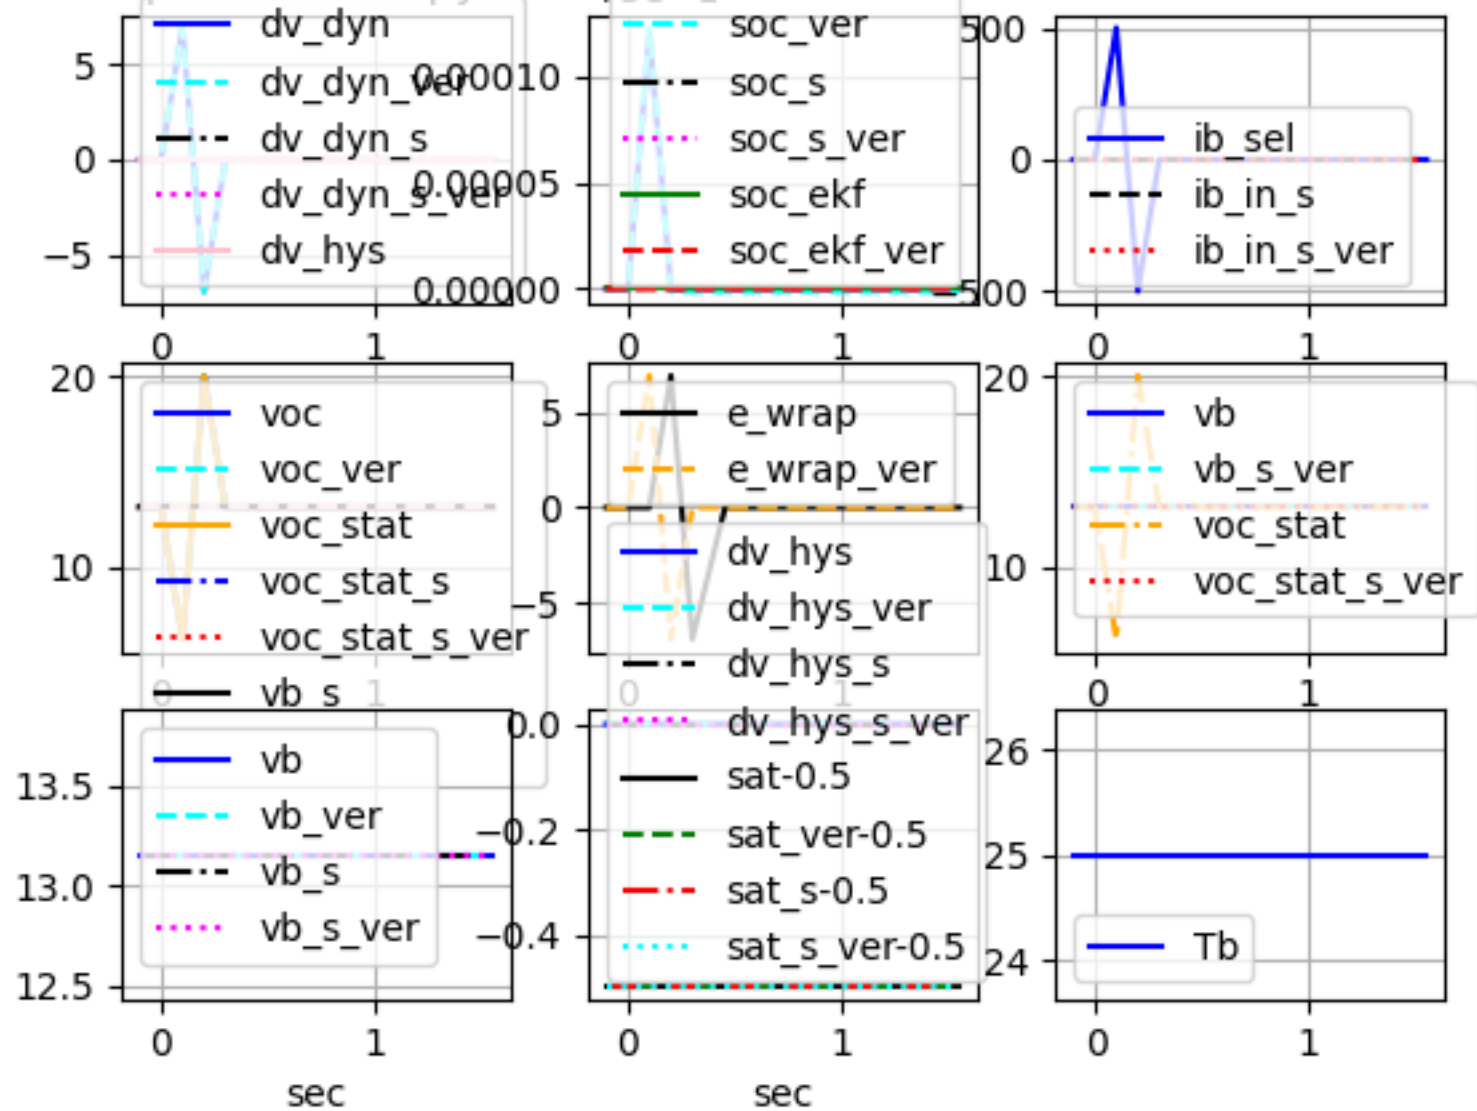 dv_dyn
dv_dyn_ver
dv_dyn_s
dv_dyn_s_ver
dv_hys
5
0
−5
0 1
soc_ver
soc_s
soc_s_ver
soc_ekf
soc_ekf_ver
0.00010
0.00005
0.00000
0 1
ib_sel
ib_in_s
ib_in_s_ver
500
0
500
0 1
voc
voc_ver
voc_stat
voc_stat_s
voc_stat_s_ver
vb_s
20
10
0 1
e_wrap
e_wrap_ver
5
0
−5
0 1
vb
vb_s_ver
voc_stat
voc_stat_s_ver
20
10
0 1
vb
vb_ver
vb_s
vb_s_ver
13.5
13.0
12.5
0 1
sec
dv_hys
dv_hys_ver
dv_hys_s
dv_hys_s_ver
sat-0.5
sat_ver-0.5
sat_s-0.5
sat_s_ver-0.5
0.0
−0.2
−0.4
0 1
sec
26
25
24
Tb
0 1